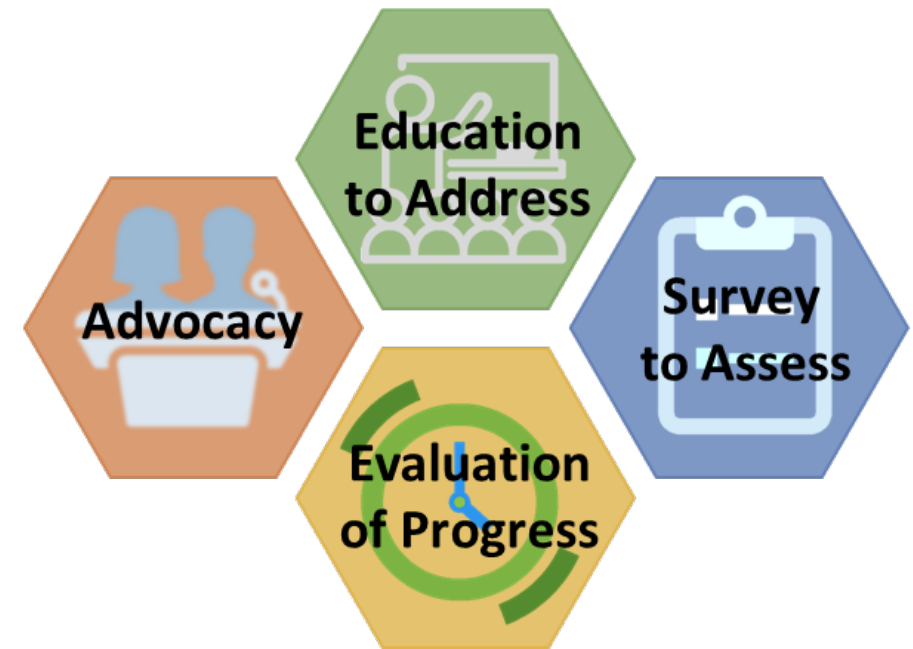 Education
to Address
Advocacy
Survey
to Assess
Evaluation
of Progress